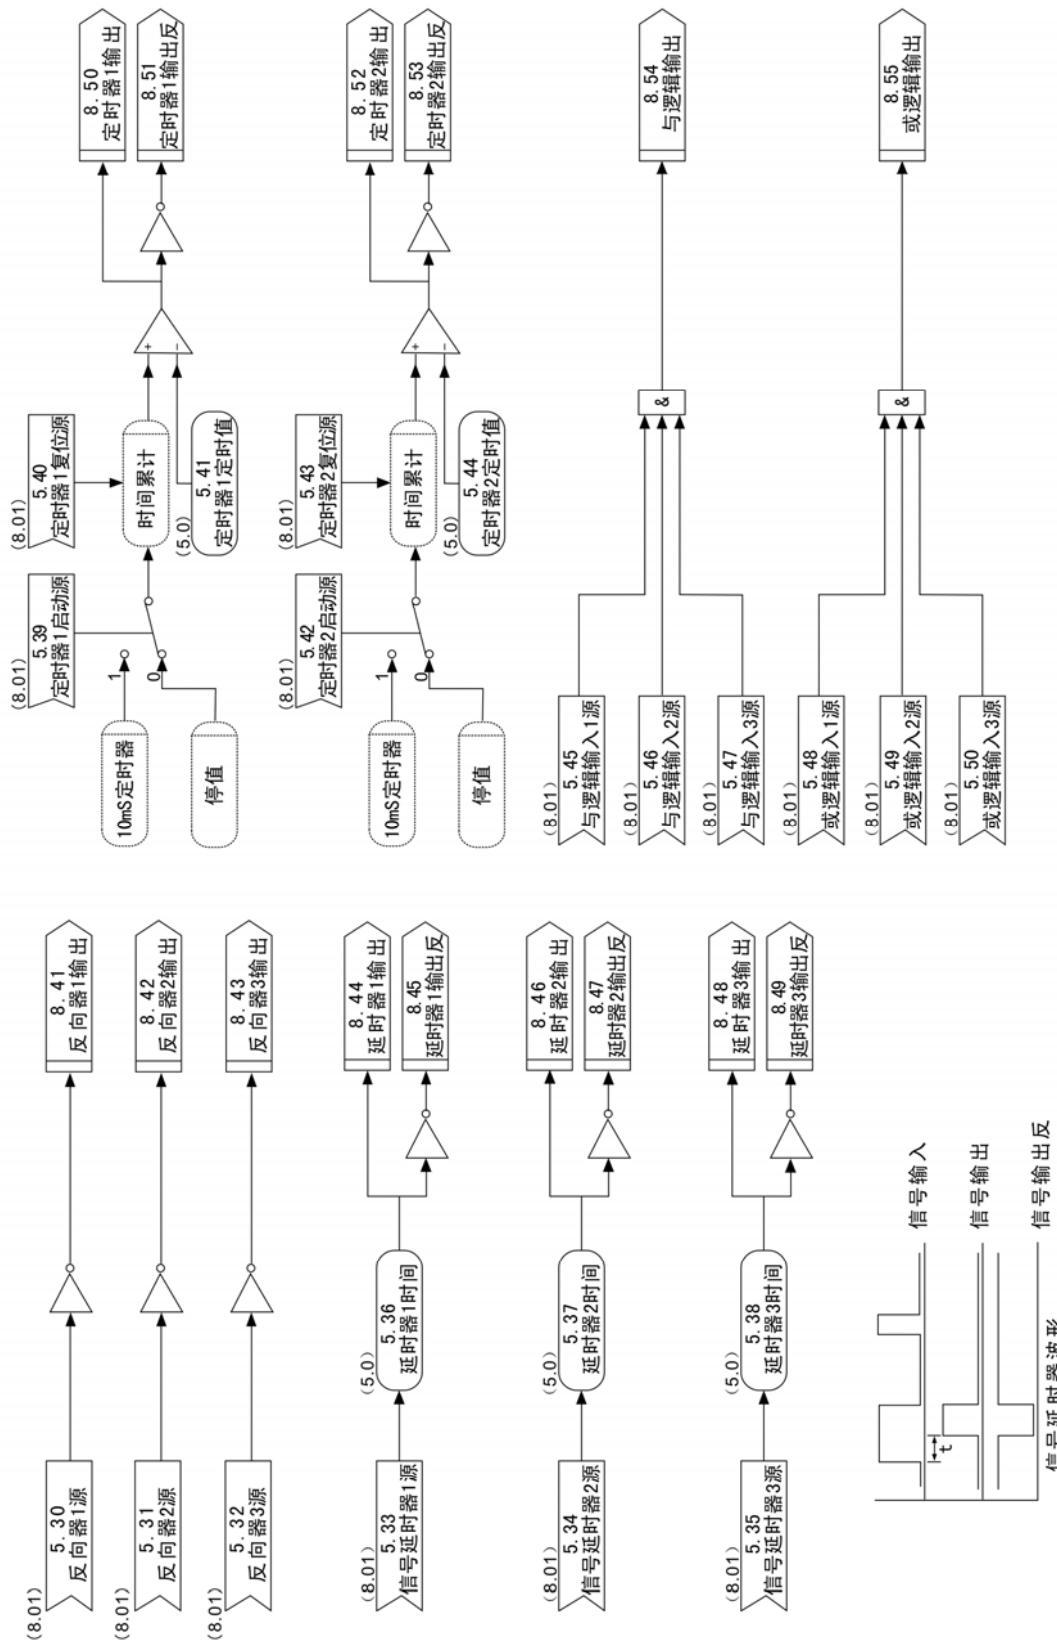 (8.01)
5.30
反向器1源
8.41
反向器1输出
(8.01)
5.31
反向器2源
8.42
反向器2输出
(8.01)
5.32
反向器3源
8.43
反向器3输出
(8.01)
5.33
信号延时器1源
(5.0)
5.36
延时器1时间
8.44
延时器1输出
8.45
延时器1输出反
(8.01)
5.34
信号延时器2源
(5.0)
5.37
延时器2时间
8.46
延时器2输出
8.47
延时器2输出反
(8.01)
5.35
信号延时器3源
(5.0)
5.38
延时器3时间
8.48
延时器3输出
8.49
延时器3输出反
t
信号输入
信号输出
信号输出反
信号延时器波形
10mS定时器
停值
1
0
(8.01)
5.39
定时器1启动源
(8.01)
5.40
定时器1复位源
时间累计
(5.0)
5.41
定时器1定时值
+
-
8.50
定时器1输出
8.51
定时器1输出反
10mS定时器
停值
1
0
(8.01)
5.42
定时器2启动源
(8.01)
5.43
定时器2复位源
时间累计
(5.0)
5.44
定时器2定时值
+
-
8.52
定时器2输出
8.53
定时器2输出反
(8.01)
5.45
与逻辑输入1源
(8.01)
5.46
与逻辑输入2源
(8.01)
5.47
与逻辑输入3源
&
8.54
与逻辑输出
(8.01)
5.48
或逻辑输入1源
(8.01)
5.49
或逻辑输入2源
(8.01)
5.50
或逻辑输入3源
&
8.55
或逻辑输出